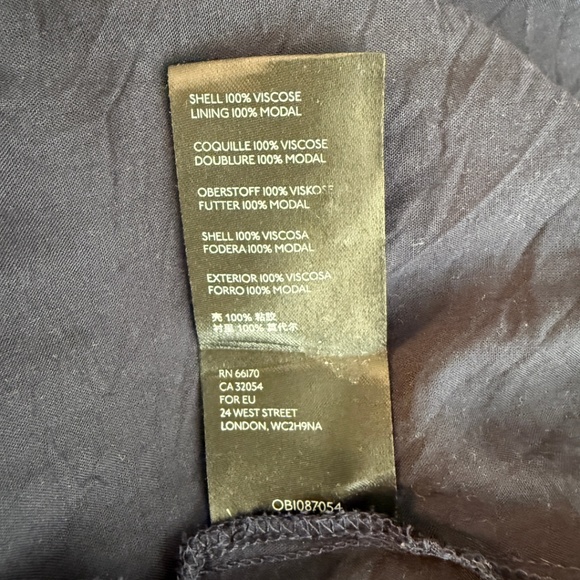 SHELL 100% VISCOSE
LINING 100% MODAL
COQUILLE 100% VISCOSE
DOUBLURE 100% MODAL
OBERSTOFF 100% VISKOSE
FUTTER 100% MODAL
SHELL 100% VISCOSA
FODERA 100% MODAL
EXTERIOR 100% VISCOSA
FORRO 100% MODAL
壳 100% 粘胶
衬里 100% 莫代尔
RN 66170
CA 32054
FOR EU
24 WEST STREET
LONDON, WC2H9NA
OB1087054